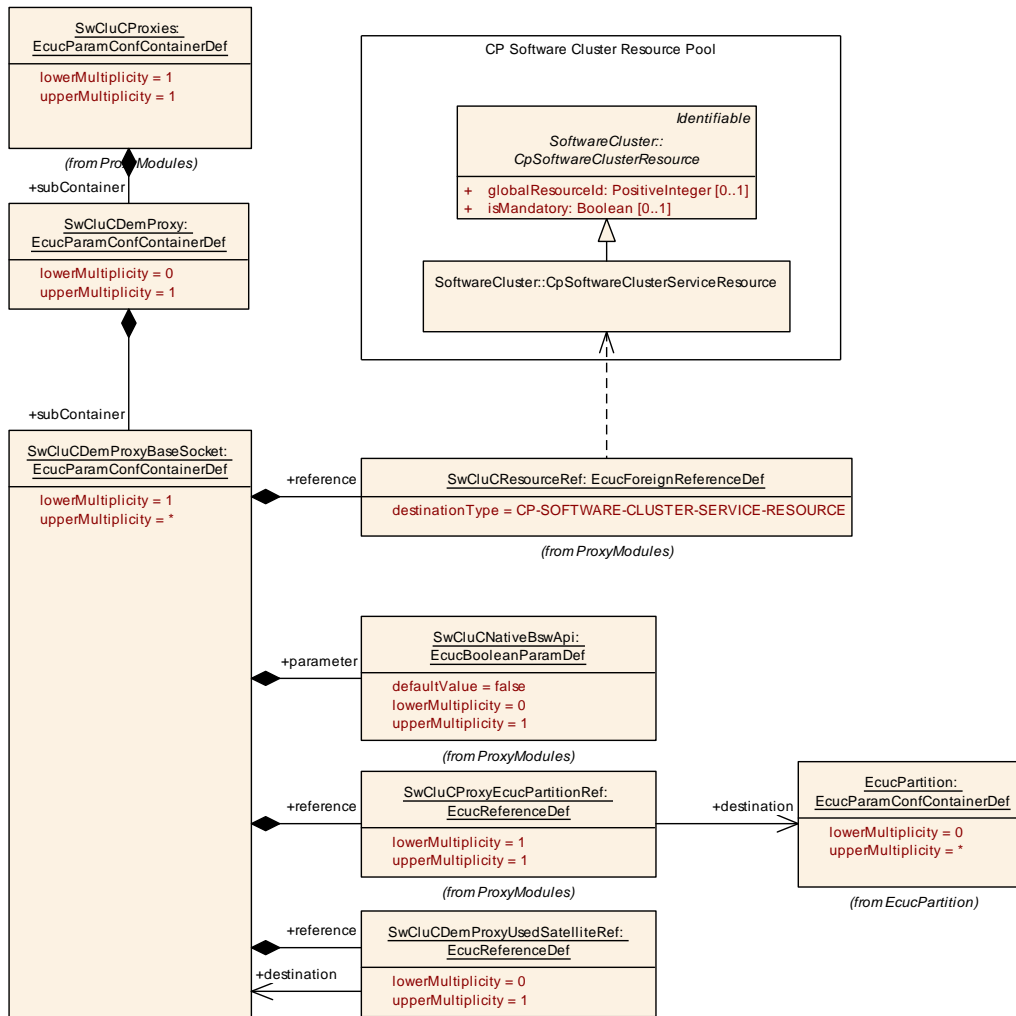 SwCluCProxies:
EcucParamConfContainerDef
lowerMultiplicity = 1
upperMultiplicity = 1
(from ProxyModules)
+subContainer
SwCluCDemProxy:
EcucParamConfContainerDef
lowerMultiplicity = 0
upperMultiplicity = 1
+subContainer
CP Software Cluster Resource Pool
Identifiable
SoftwareCluster::
CpSoftwareClusterResource
+ globalResourceId: PositiveInteger [0..1]
+ isMandatory: Boolean [0..1]
SoftwareCluster::CpSoftwareClusterServiceResource
SwCluCDemProxyBaseSocket:
EcucParamConfContainerDef
lowerMultiplicity = 1
upperMultiplicity = *
+reference
SwCluCResourceRef: EcucForeignReferenceDef
destinationType = CP-SOFTWARE-CLUSTER-SERVICE-RESOURCE
(from ProxyModules)
+parameter
SwCluCNativeBswApi:
EcucBooleanParamDef
defaultValue = false
lowerMultiplicity = 0
upperMultiplicity = 1
(from ProxyModules)
+reference
SwCluCProxyEcucPartitionRef:
EcucReferenceDef
lowerMultiplicity = 1
upperMultiplicity = 1
(from ProxyModules)
+destination
EcucPartition:
EcucParamConfContainerDef
lowerMultiplicity = 0
upperMultiplicity = *
(from EcucPartition)
+reference
+destination
SwCluCDemProxyUsedSatelliteRef:
EcucReferenceDef
lowerMultiplicity = 0
upperMultiplicity = 1